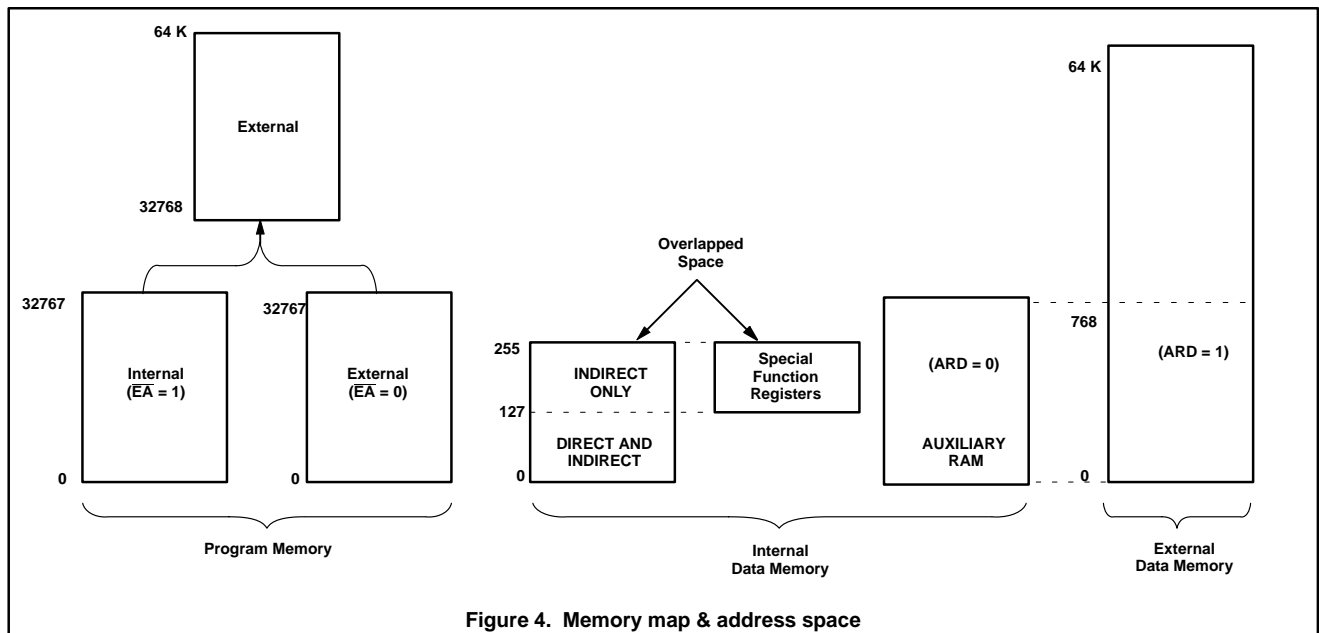 64 K
External
32768
32767
Internal
(EA = 1)
0
32767
External
(EA = 0)
0
Program Memory
Overlapped
Space
255
INDIRECT
ONLY
127
DIRECT AND
INDIRECT
0
Special
Function
Registers
(ARD = 0)
AUXILIARY
RAM
Internal
Data Memory
64 K
768
(ARD = 1)
0
External
Data Memory
Figure 4. Memory map & address space